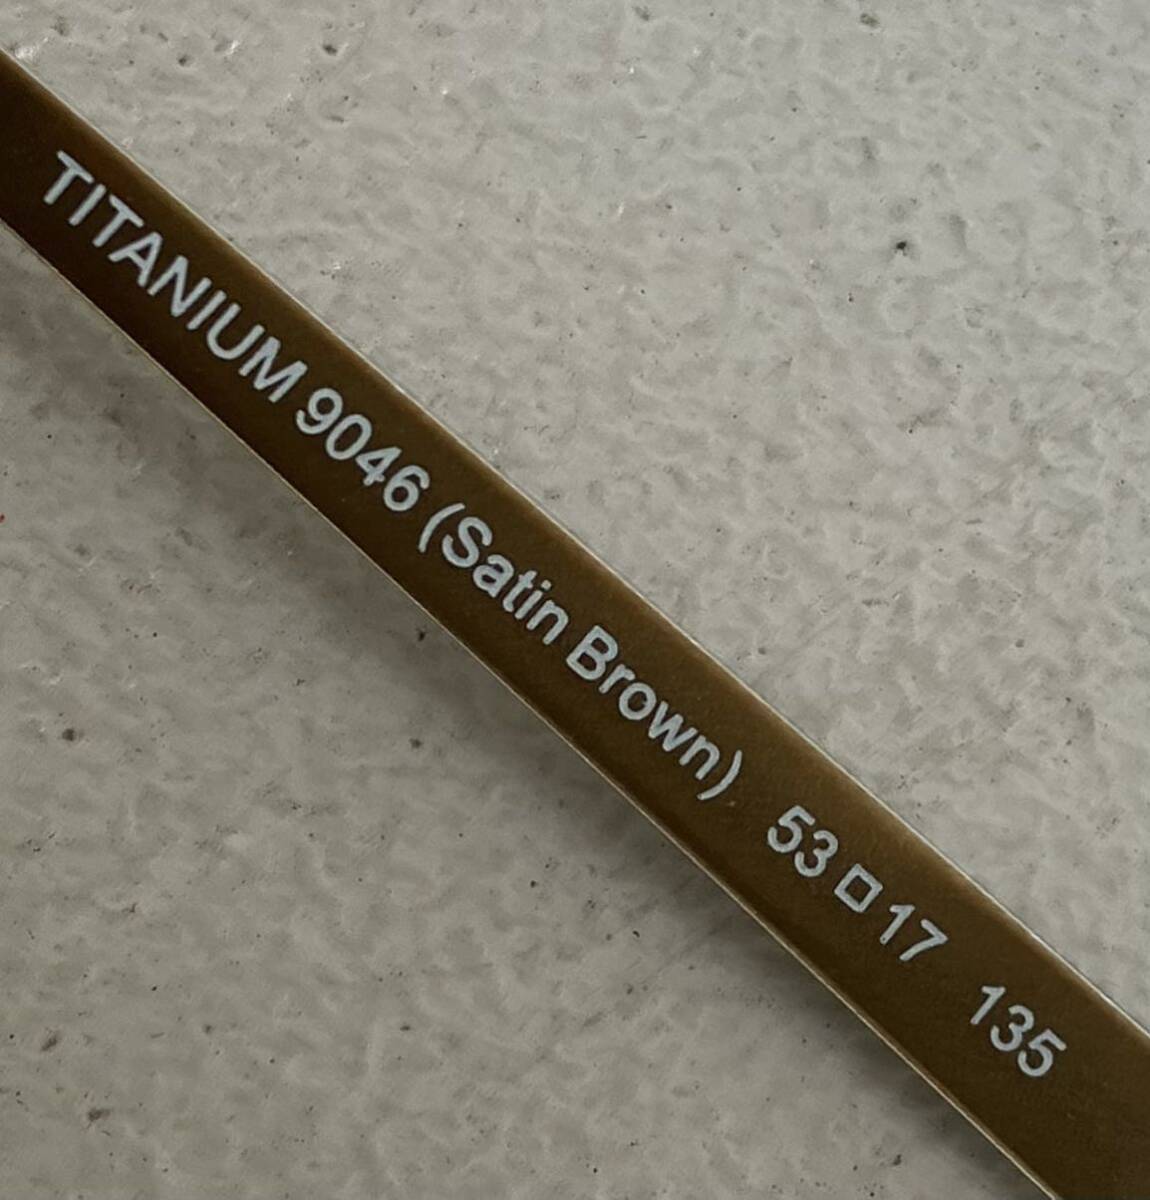 TITANIUM 9046 (Satin Brown) 53□17 135